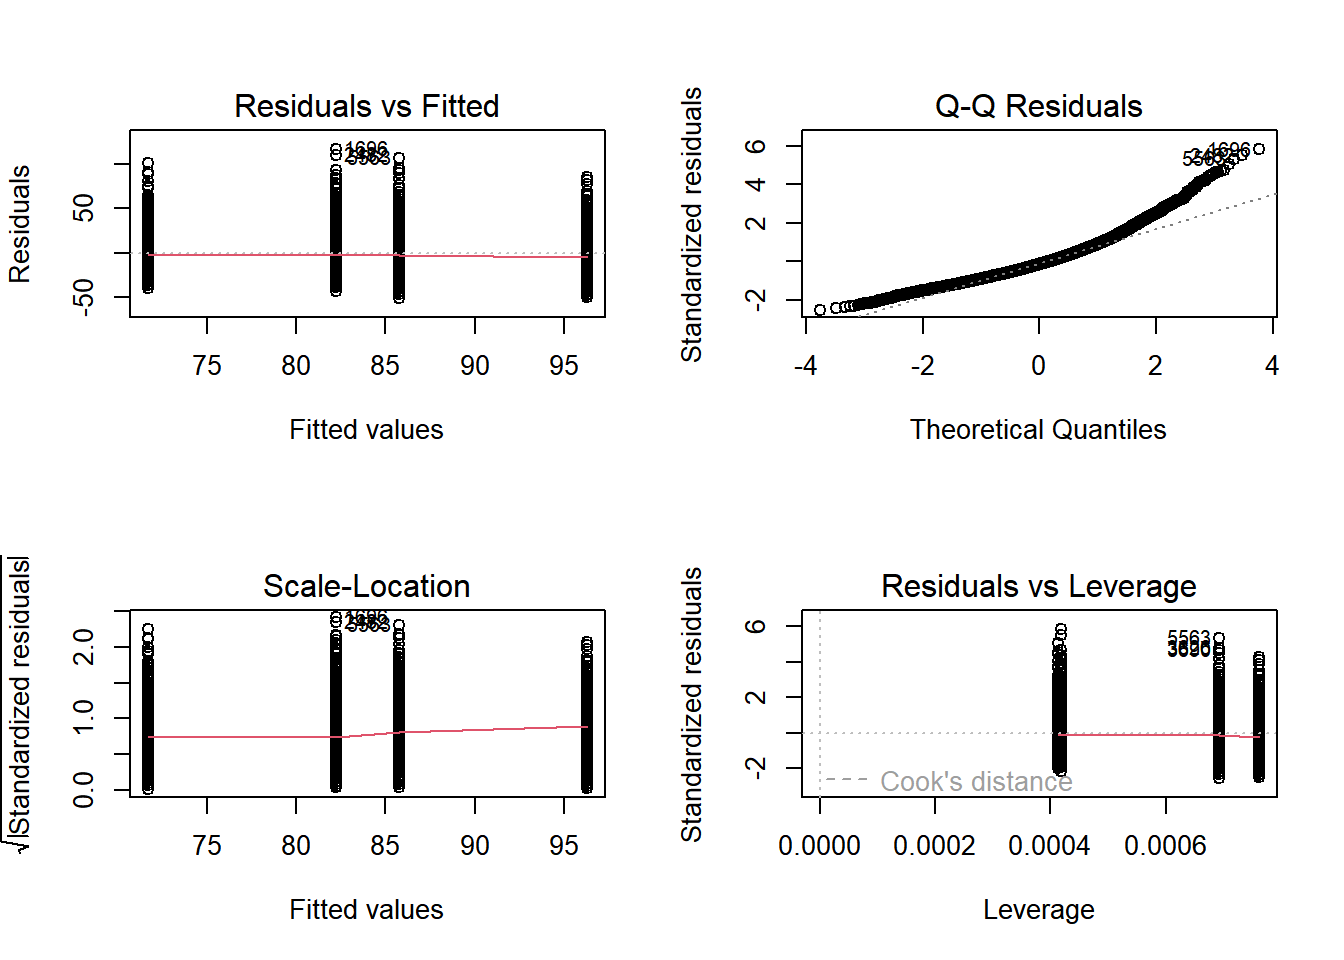 Residuals vs Fitted
Residuals
-50
50
75
80
85
90
95
Fitted values
1696
5563
Q-Q Residuals
Standardized residuals
-2
2
4
6
-4
-2
0
2
4
Theoretical Quantiles
1696
Scale-Location
√|Standardized residuals|
0.0
1.0
2.0
75
80
85
90
95
Fitted values
1696
5563
Residuals vs Leverage
Standardized residuals
-2
2
6
0.0000
0.0002
0.0004
0.0006
Leverage
5563
Cook's distance